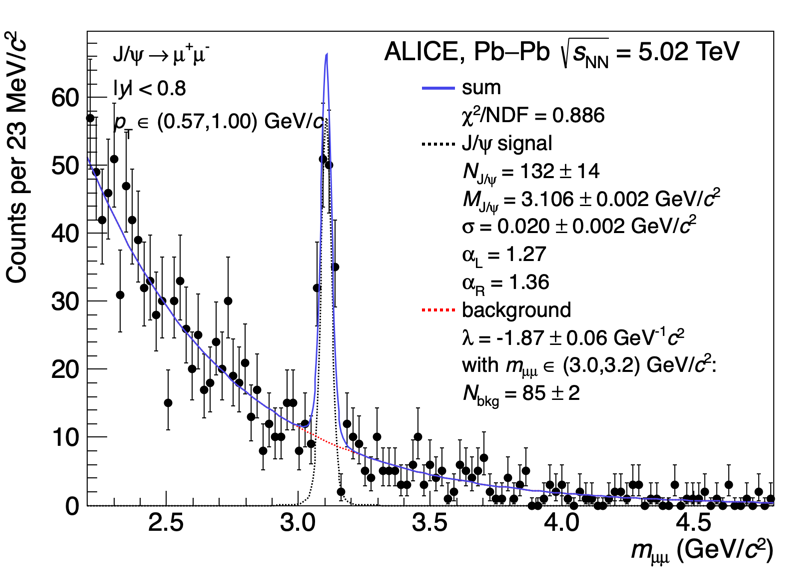 ALICE, Pb–Pb √sNN = 5.02 TeV
J/ψ → μ⁺μ⁻
|y| < 0.8
pT ∈ (0.57,1.00) GeV/c
sum
χ²/NDF = 0.886
J/ψ signal
NJ/ψ = 132 ± 14
MJ/ψ = 3.106 ± 0.002 GeV/c²
σ = 0.020 ± 0.002 GeV/c²
αL = 1.27
αR = 1.36
background
λ = -1.87 ± 0.06 GeV⁻¹c²
with mμμ ∈ (3.0,3.2) GeV/c²:
Nbkg = 85 ± 2
Counts per 23 MeV/c²
60
50
40
30
20
10
0
2.5 3.0 3.5 4.0 4.5
mμμ (GeV/c²)